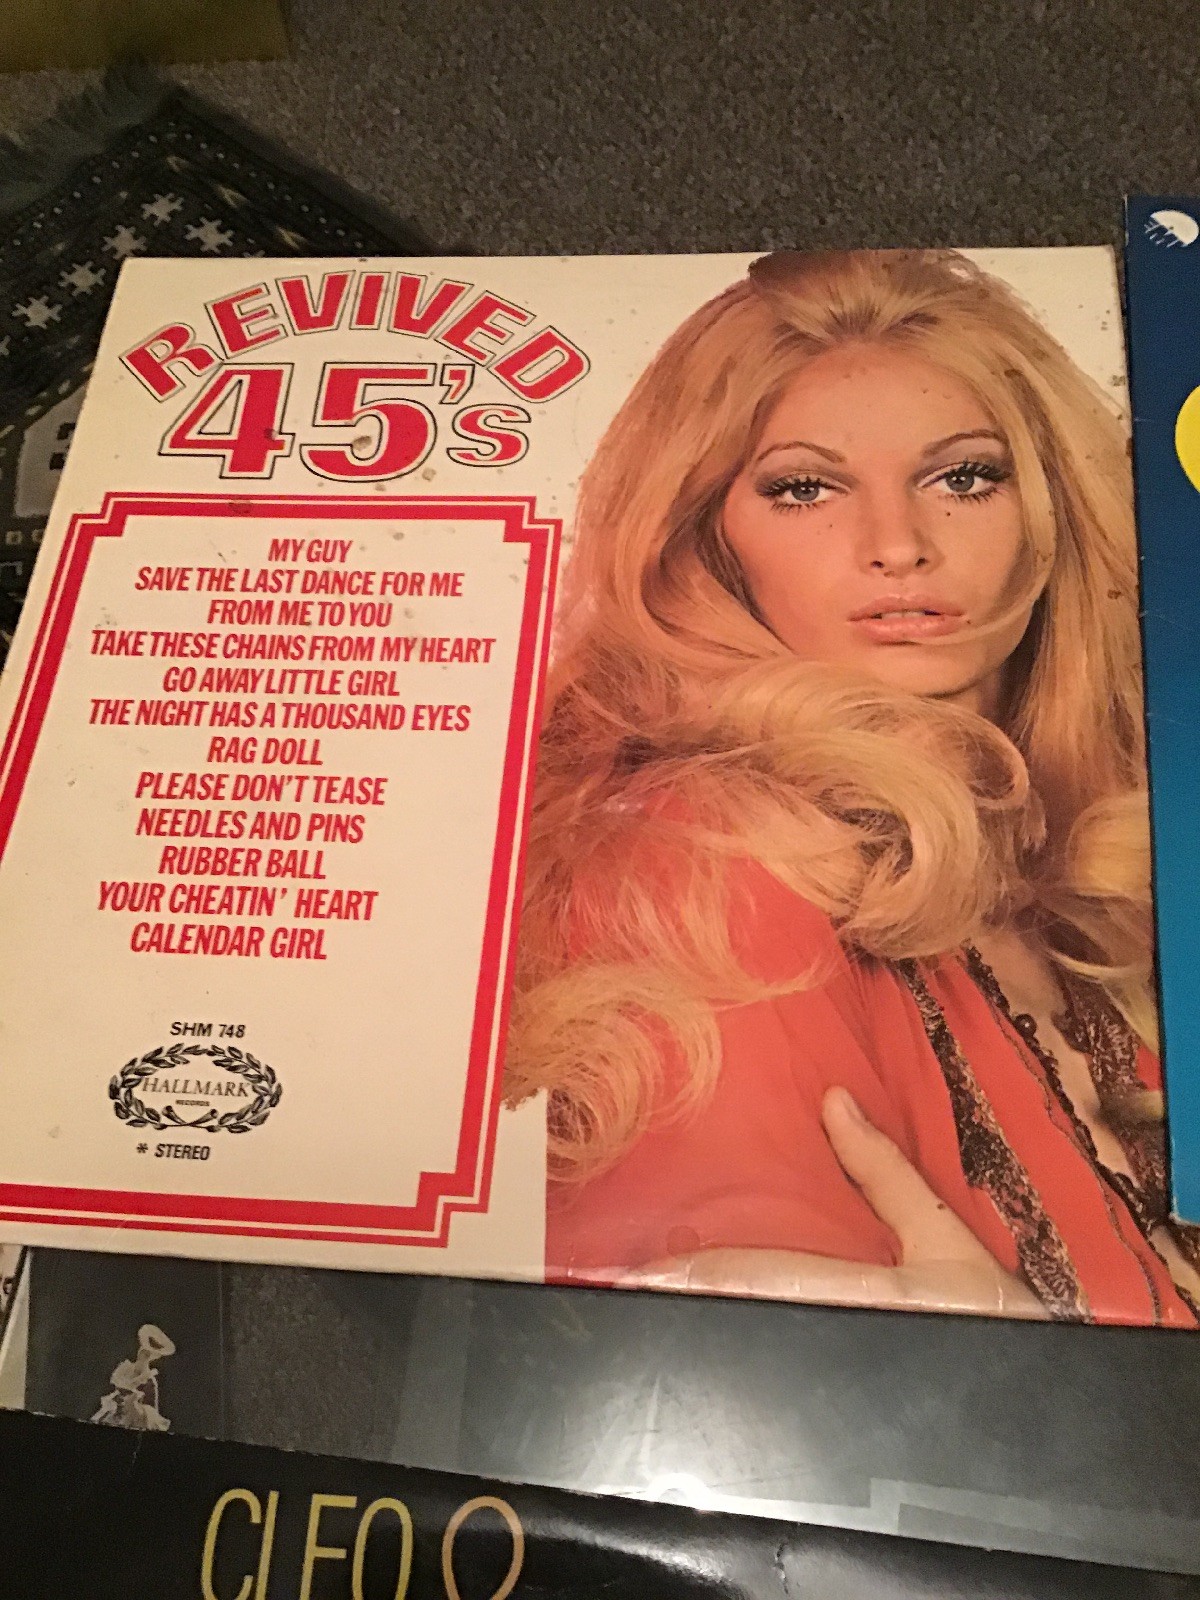 REVIVED
45's
MY GUY
SAVE THE LAST DANCE FOR ME
FROM ME TO YOU
TAKE THESE CHAINS FROM MY HEART
GO AWAY LITTLE GIRL
THE NIGHT HAS A THOUSAND EYES
RAG DOLL
PLEASE DON'T TEASE
NEEDLES AND PINS
RUBBER BALL
YOUR CHEATIN' HEART
CALENDAR GIRL
SHM 748
HALLMARK
RECORDS
* STEREO
CLEO